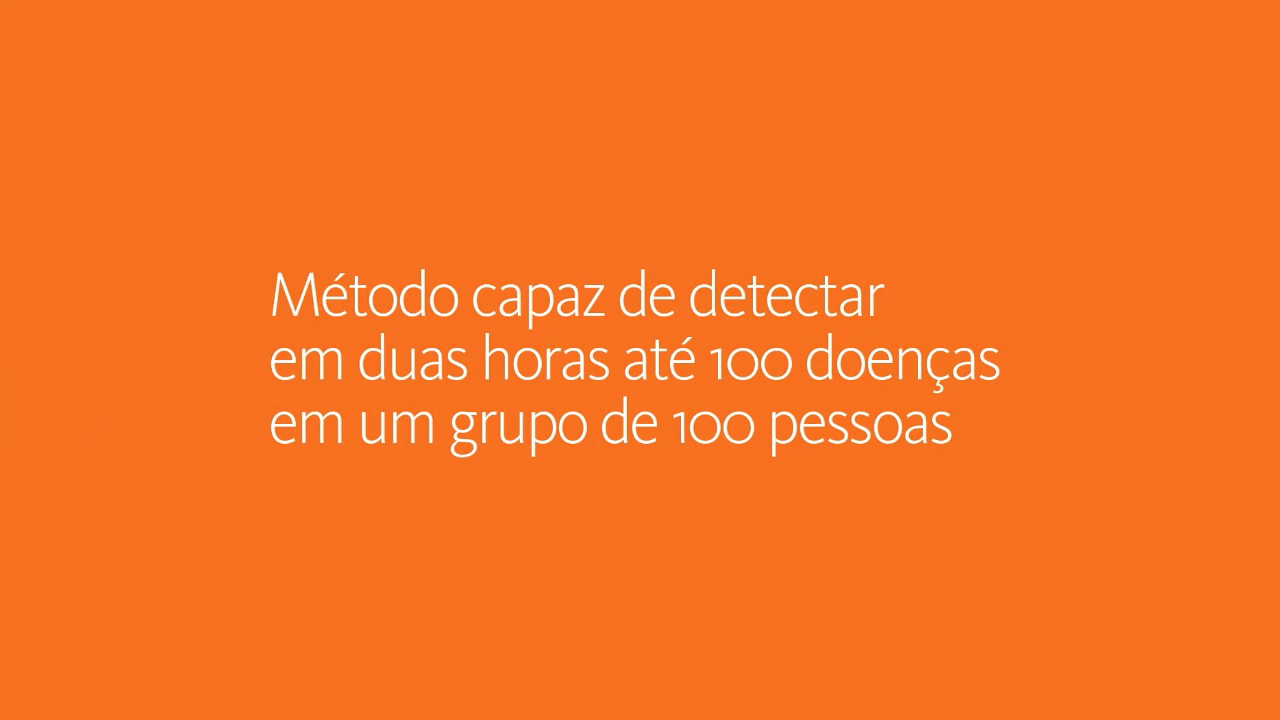 Método capaz de detectar
em duas horas até 100 doenças
em um grupo de 100 pessoas